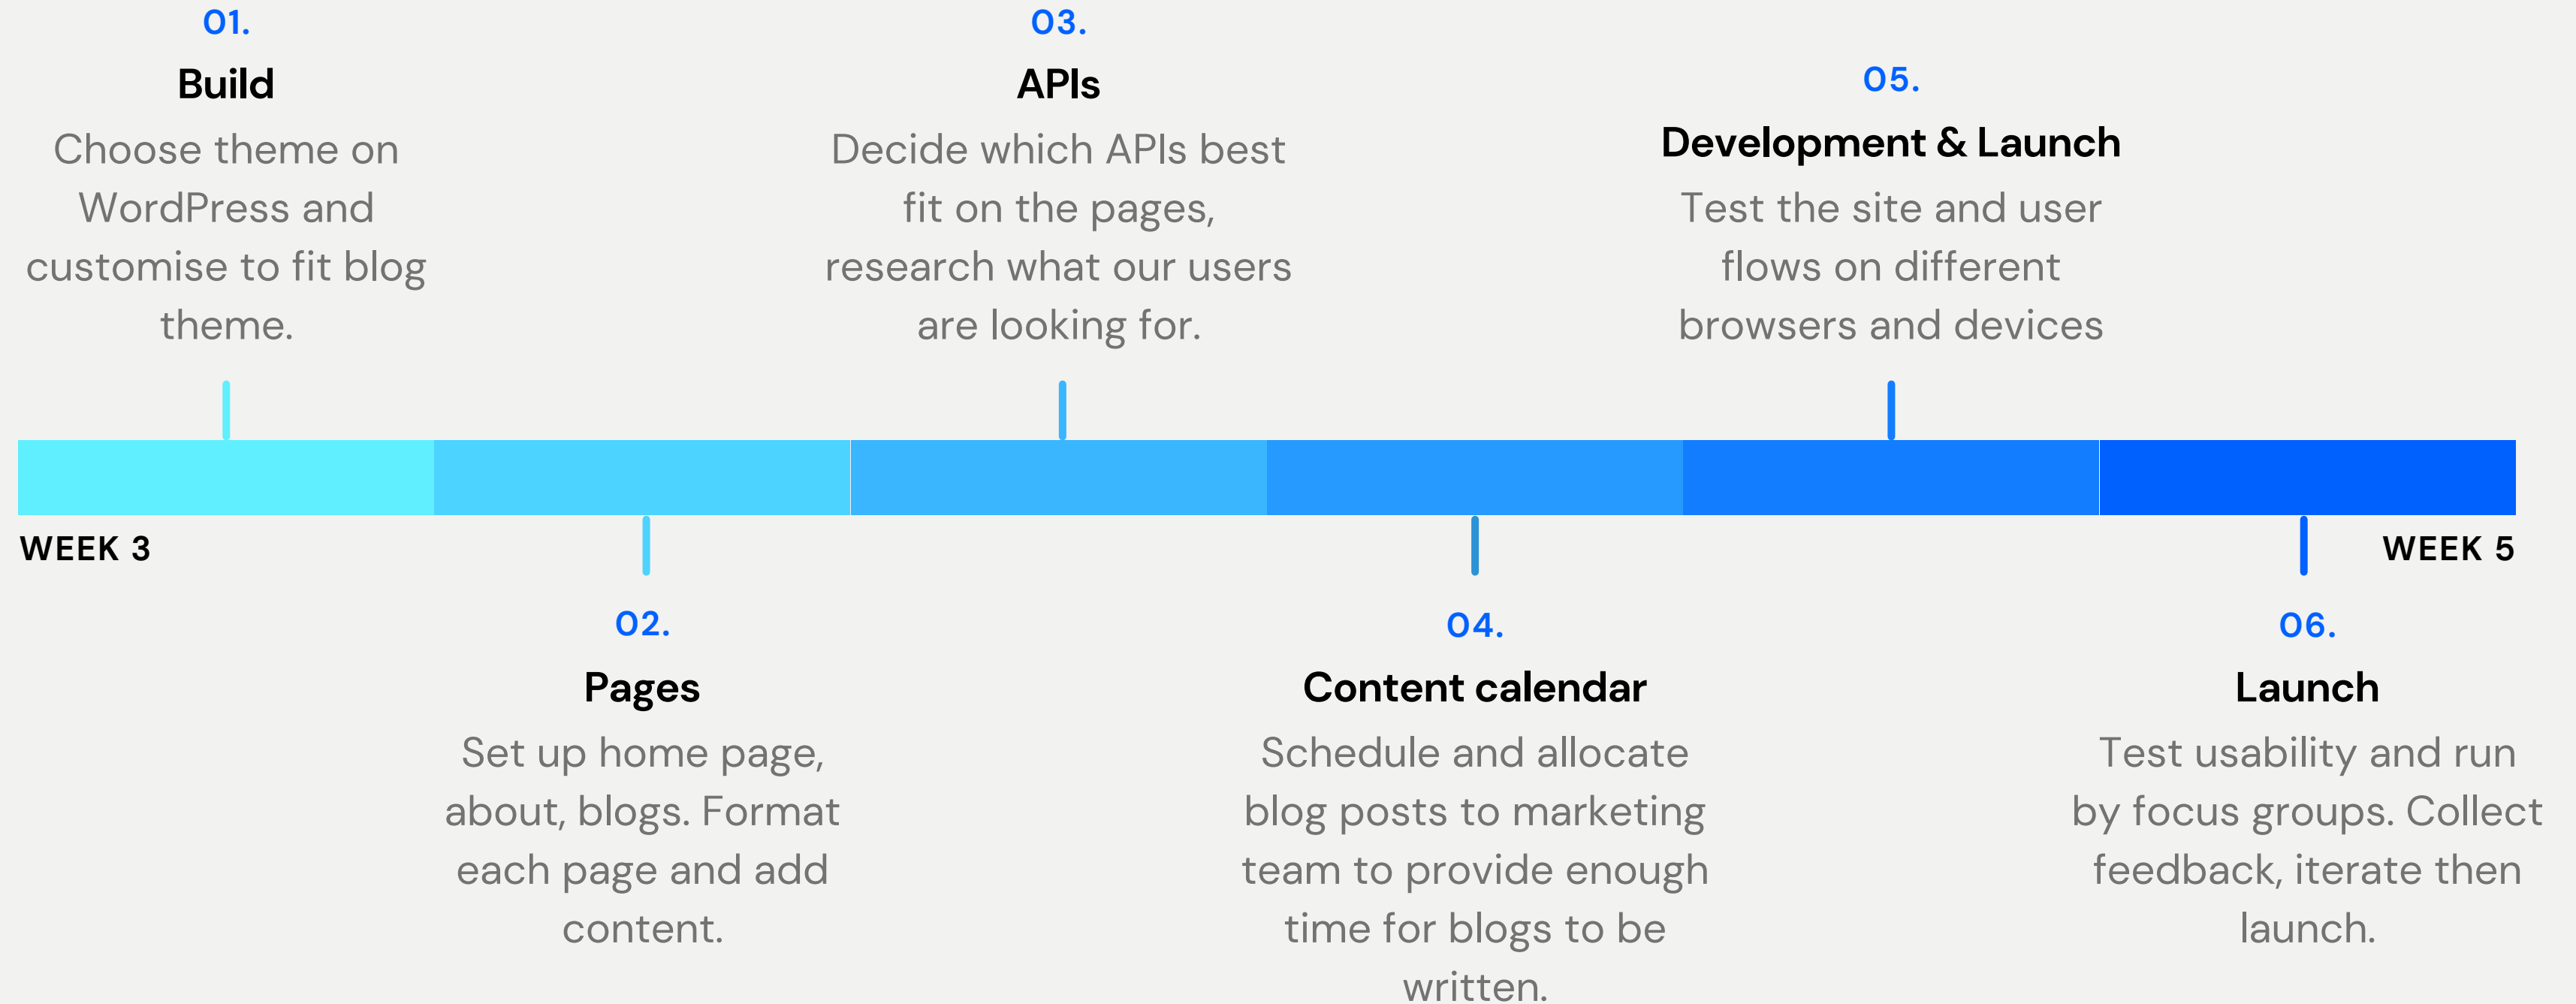 01.
Build
Choose theme on
WordPress and
customise to fit blog
theme.
03.
APIs
Decide which APIs best
fit on the pages,
research what our users
are looking for.
05.
Development & Launch
Test the site and user
flows on different
browsers and devices
WEEK 3
WEEK 5
02.
Pages
Set up home page,
about, blogs. Format
each page and add
content.
04.
Content calendar
Schedule and allocate
blog posts to marketing
team to provide enough
time for blogs to be
written.
06.
Launch
Test usability and run
by focus groups. Collect
feedback, iterate then
launch.